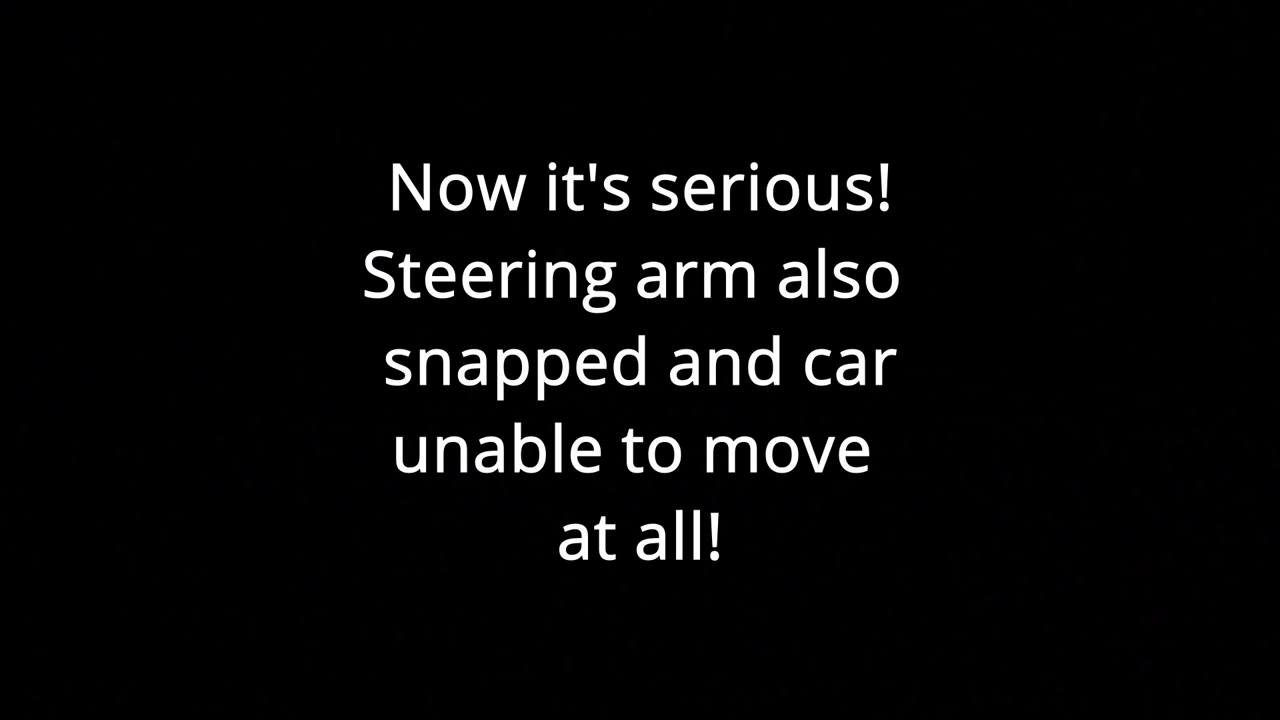 Now it's serious!
Steering arm also
snapped and car
unable to move
at all!